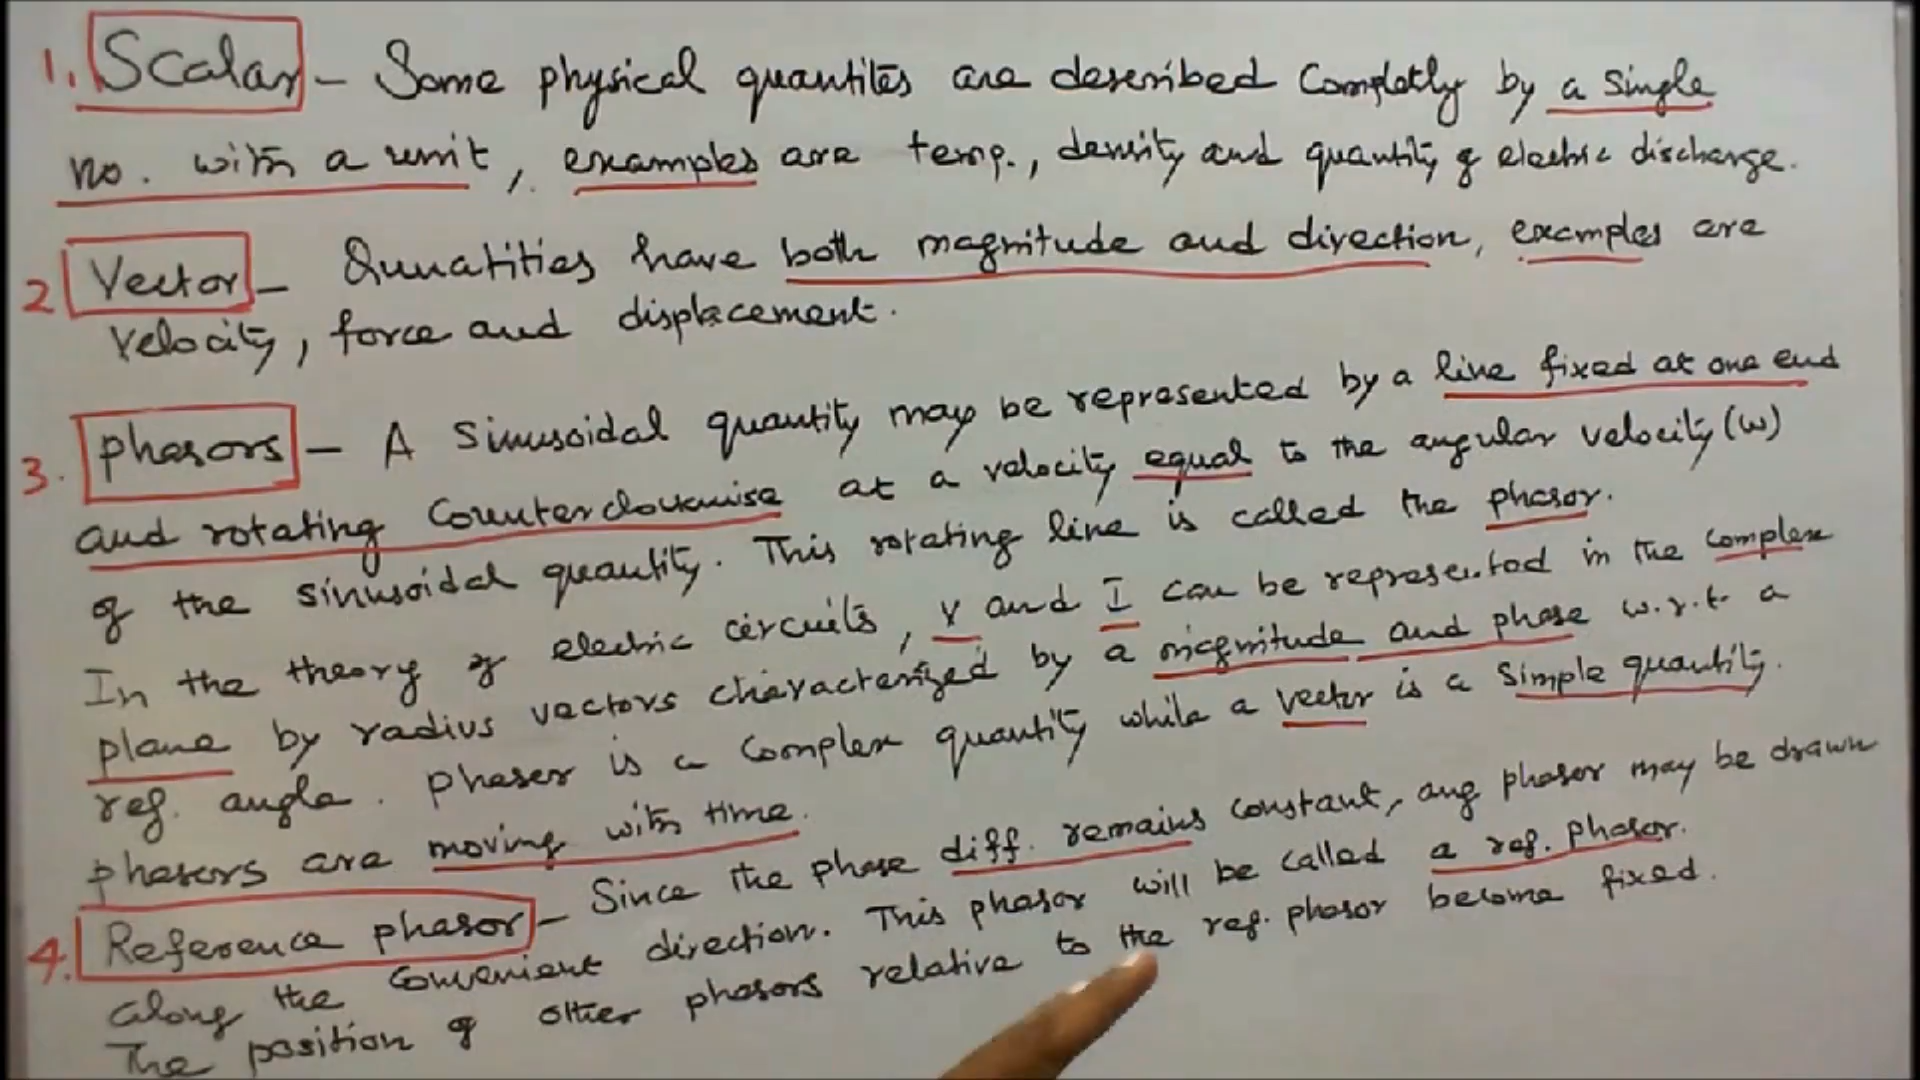 1. Scalar - Some physical quantites are described Completly by a single
no. with a unit, examples are temp., density and quantity of electric discharge.
2 Vector - Quuatities have both magnitude and direction, examples are
Velocity, force and displacement.
3. phasors - A Sinusoidal quantity may be represented by a line fixed at one end
and rotating Counterclockwise at a velocity equal to the angular velocity (ω)
of the sinusoidal quantity. This rotating line is called the phasor.
In the theory of electric circuits, V and I can be represented in the complex
plane by radius vectors characterized by a magnitude and phase w.r.t. a
ref. angle. phaser is a Complex quantity while a vector is a simple quantity.
phasers are moving with time.
4. Reference phasor - Since the phase diff. remains constant, any phasor may be drawn
along the convenient direction. This phasor will be called a ref. phasor.
The position of other phasors relative to the ref. phasor become fixed.